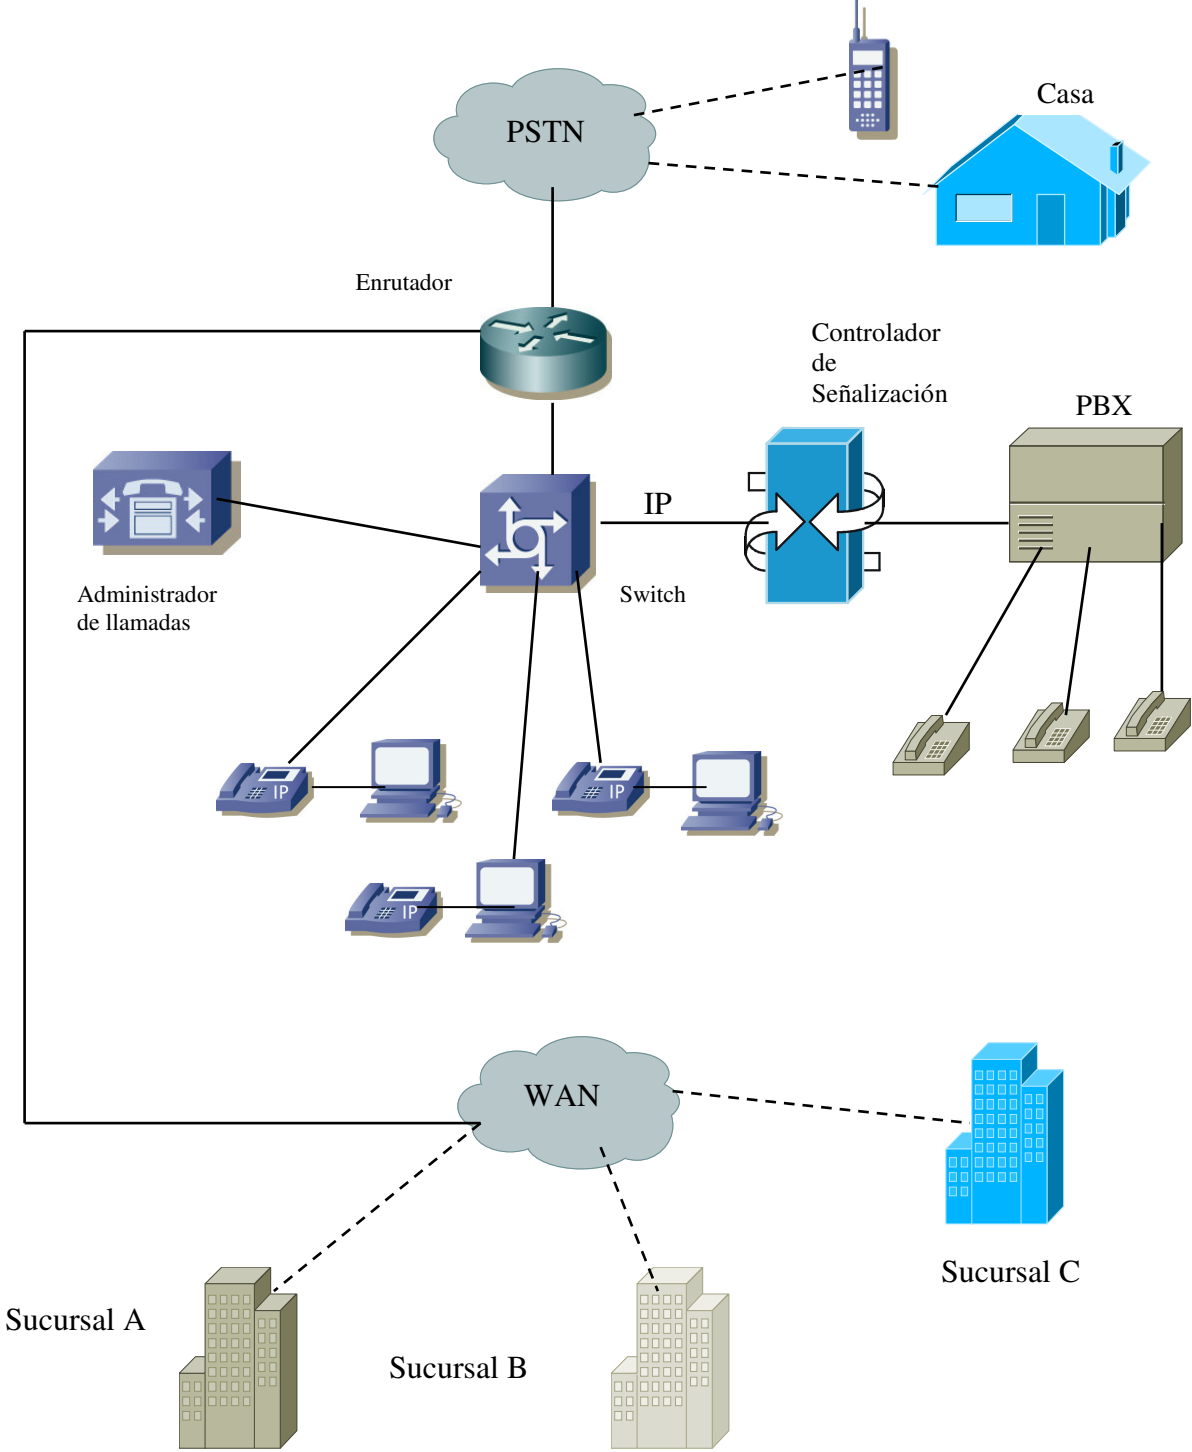 Casa
PSTN
Enrutador
Controlador
de
Señalización
PBX
IP
Switch
Administrador
de llamadas
IP
IP
IP
WAN
Sucursal C
Sucursal A
Sucursal B